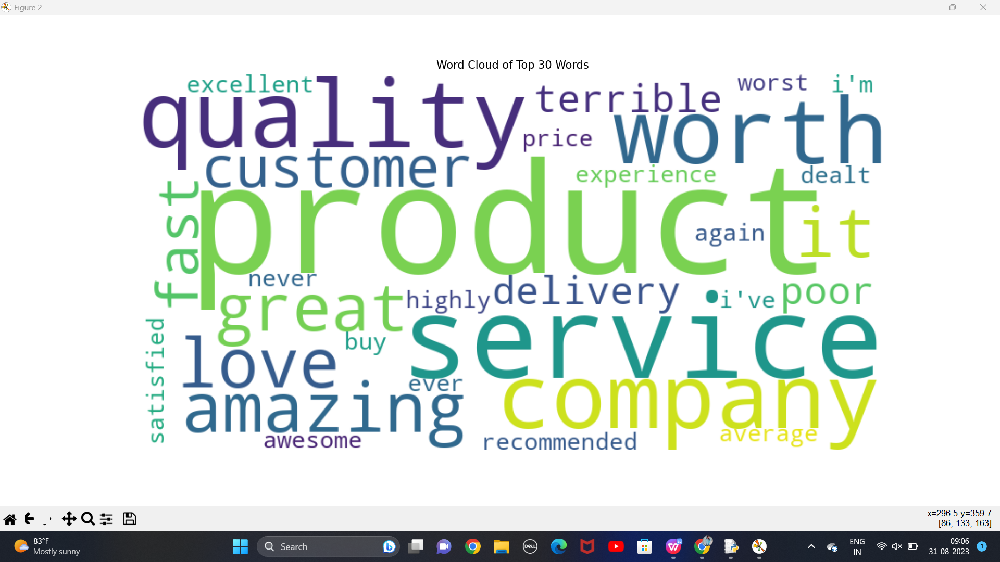 Figure 2
Word Cloud of Top 30 Words
excellent
quality
terrible
worst
i'm
worth
price
customer
experience
dealt
fast
product
again
it
never
great
highly
delivery
i've
poor
service
satisfied
buy
love
ever
amazing
company
awesome
recommended
average
x=296.5 y=359.7
[86, 133, 163]
83°F
Mostly sunny
Search
DELL
ENG
IN
09:06
31-08-2023
1